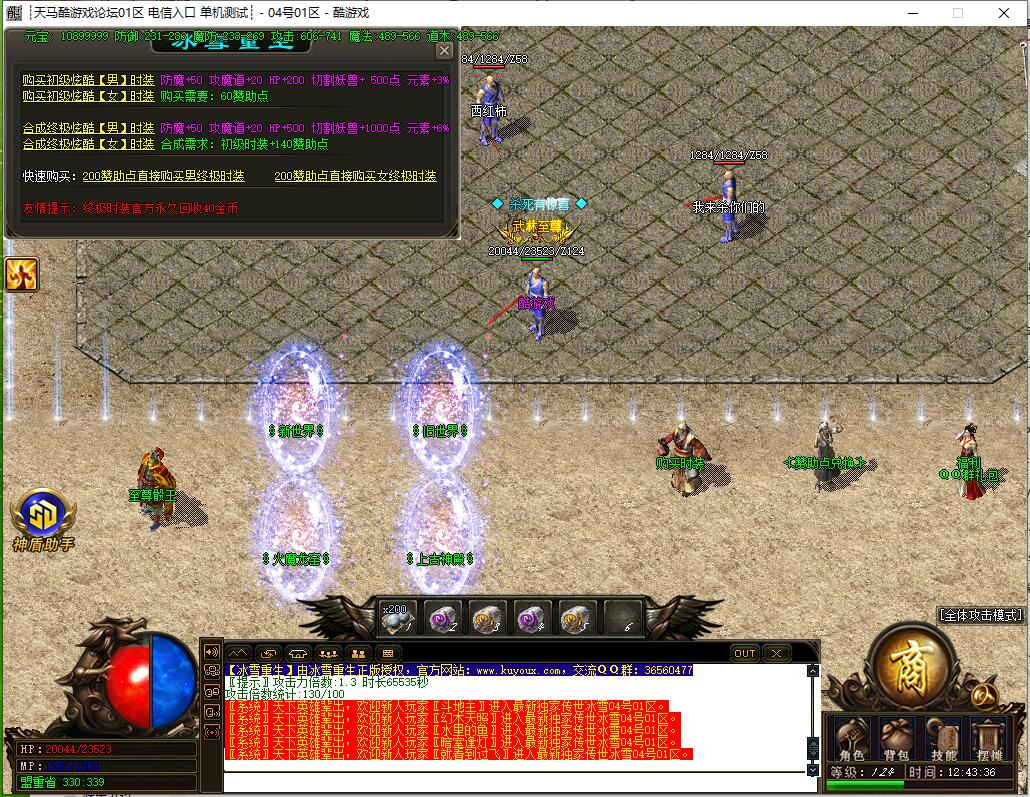 天马酷游戏论坛01区 电信入口 单机测试┆ - 04号01区 - 酷游戏
元宝: 10899999 防御:231-286 魔防:238-269 攻击:606-741 魔法:489-566 道术:489-566
冰雪重生
购买初级炫酷【男】时装 防魔+50 攻魔道+20 HP+200 切割妖兽+ 500点 元素+3%
购买初级炫酷【女】时装 购买需要: 60赞助点
合成终极炫酷【男】时装 防魔+50 攻魔道+20 HP+500 切割妖兽+1000点 元素+6%
合成终极炫酷【女】时装 合成需求: 初级时装+140赞助点
快速购买: 200赞助点直接购买男终极时装 200赞助点直接购买女终极时装
友情提示: 终极时装官方永久回收40金币
84/1284/Z58
西红柿
1284/1284/Z58
我来杀你们的
杀死有惊喜
武林至尊
20044/23523/Z124
酷游戏
§新世界§
§旧世界§
购买时装
赞助点兑换
福利
QQ群礼包
至尊骰王
神盾助手
§火魔龙窟§
§上古神殿§
[全体攻击模式]
x200
1 2 3 4 5 6
OUT
【冰雪重生】由冰雪重生正版授权，官方网站：www.kuyoux.com，交流QQ群：36560477
〖提示〗攻击力倍数:1.3 时长65535秒
攻击倍数统计:130/100
〖系统〗天下英雄辈出，欢迎新人玩家〖斗地主〗进入最新独家传世冰雪04号01区。
〖系统〗天下英雄辈出，欢迎新人玩家〖幻术天照〗进入最新独家传世冰雪04号01区。
〖系统〗天下英雄辈出，欢迎新人玩家〖水里的鱼〗进入最新独家传世冰雪04号01区。
〖系统〗天下英雄辈出，欢迎新人玩家〖暗室逢灯〗进入最新独家传世冰雪04号01区。
〖系统〗天下英雄辈出，欢迎新人玩家〖就看到过飞〗进入最新独家传世冰雪04号01区。
商
角色 背包 技能 摆摊
HP:20044/23523
MP:
盟重省 330:339
等级: 124 时间: 12:43:36